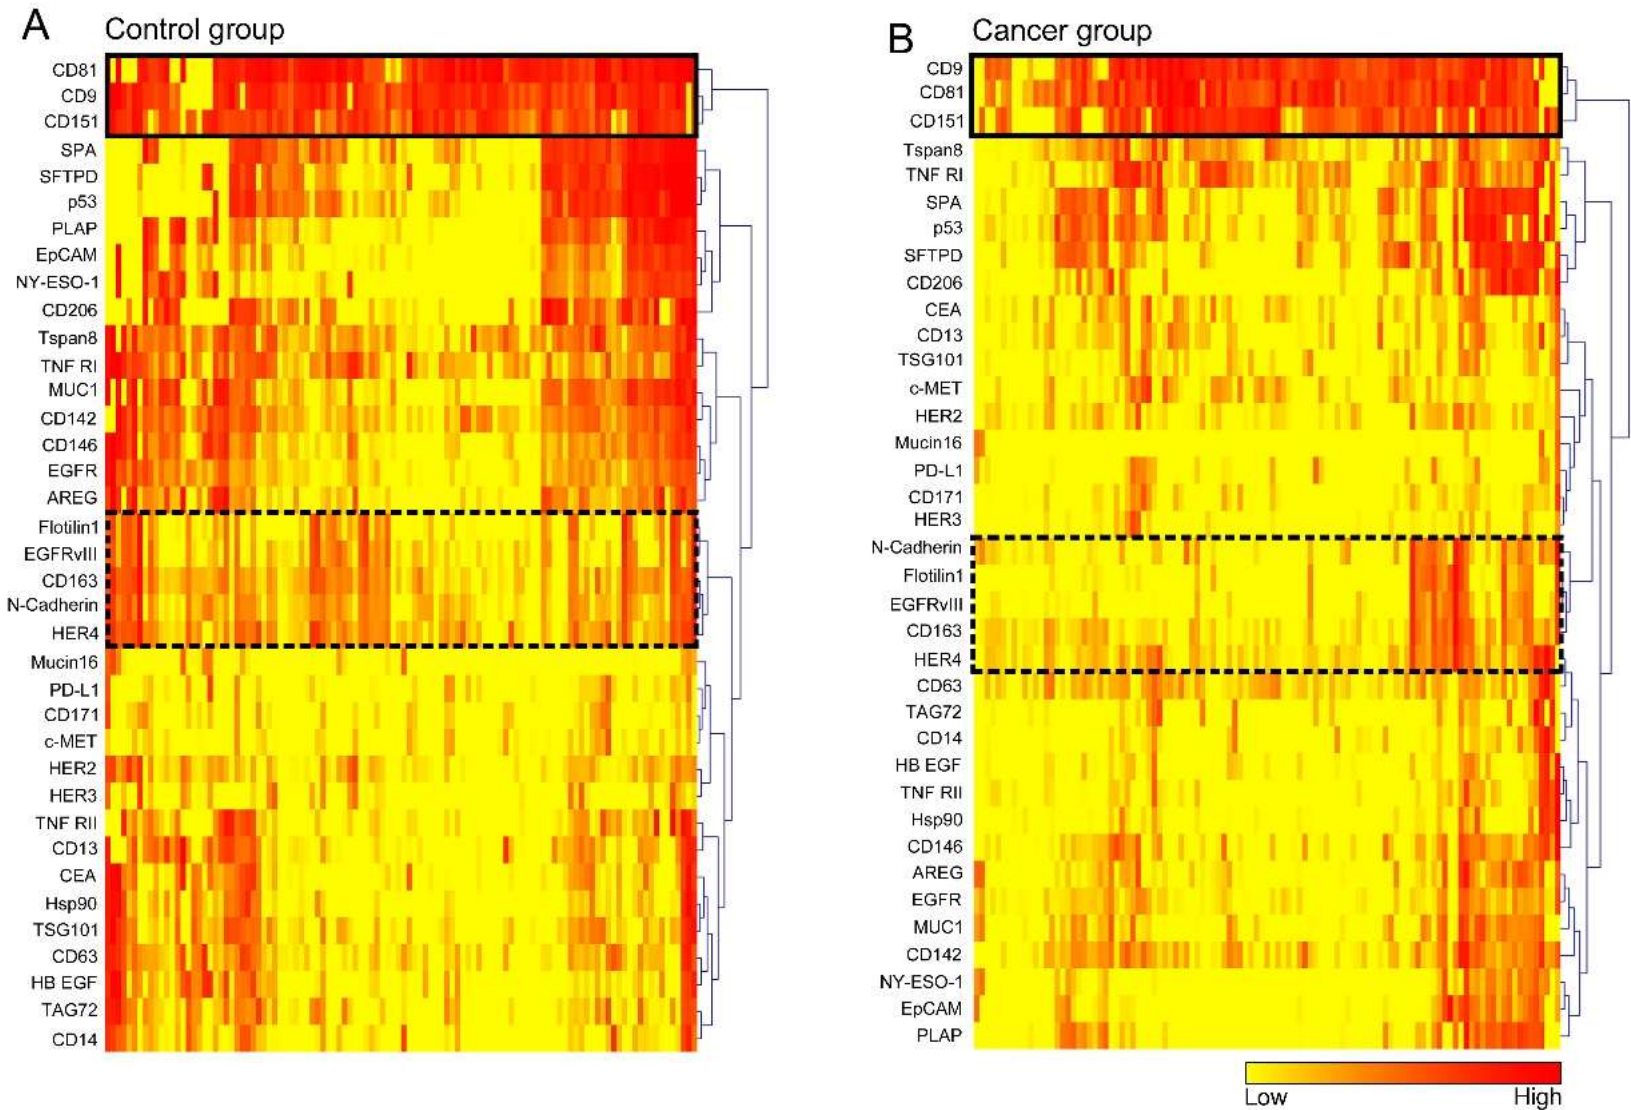 A
Control group
CD81
CD9
CD151
SPA
SFTPD
p53
PLAP
EpCAM
NY-ESO-1
CD206
Tspan8
TNF RI
MUC1
CD142
CD146
EGFR
AREG
Flotilin1
EGFRvIII
CD163
N-Cadherin
HER4
Mucin16
PD-L1
CD171
c-MET
HER2
HER3
TNF RII
CD13
CEA
Hsp90
TSG101
CD63
HB EGF
TAG72
CD14
B
Cancer group
CD9
CD81
CD151
Tspan8
TNF RI
SPA
p53
SFTPD
CD206
CEA
CD13
TSG101
c-MET
HER2
Mucin16
PD-L1
CD171
HER3
N-Cadherin
Flotilin1
EGFRvIII
CD163
HER4
CD63
TAG72
CD14
HB EGF
TNF RII
Hsp90
CD146
AREG
EGFR
MUC1
CD142
NY-ESO-1
EpCAM
PLAP
Low High